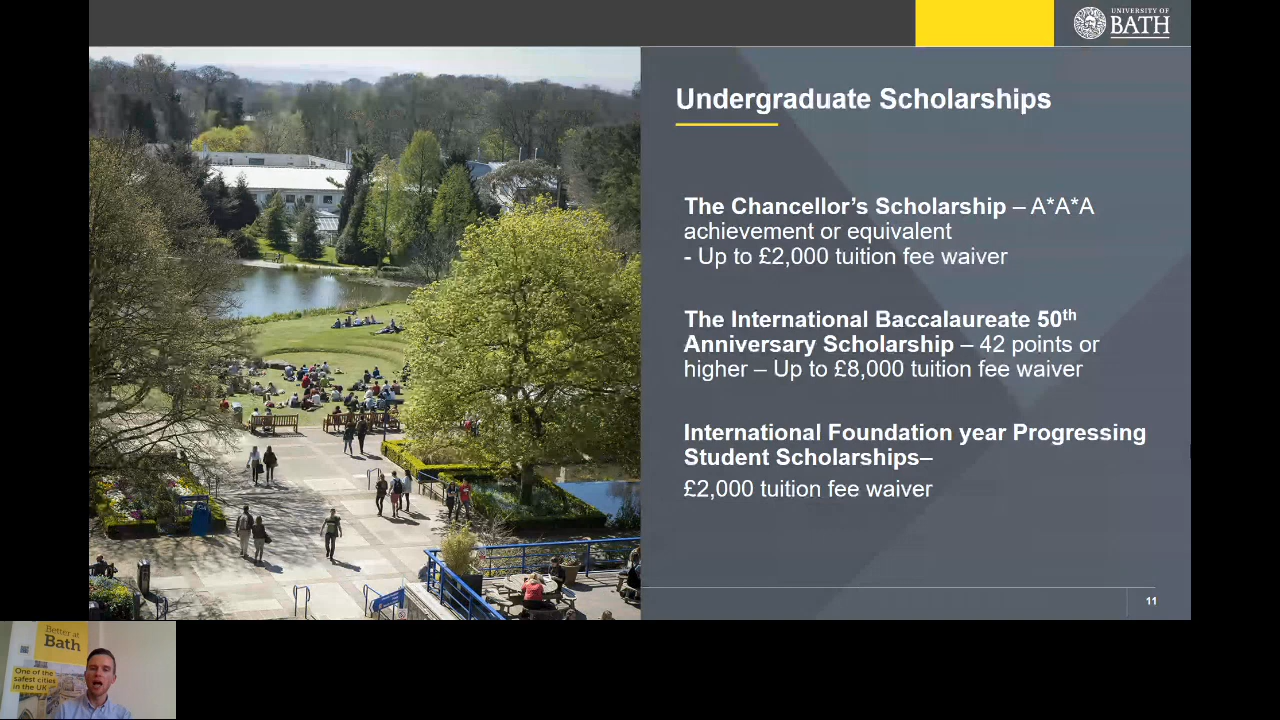 UNIVERSITY OF
BATH
Undergraduate Scholarships
The Chancellor’s Scholarship – A*A*A
achievement or equivalent
- Up to £2,000 tuition fee waiver
The International Baccalaureate 50th
Anniversary Scholarship – 42 points or
higher – Up to £8,000 tuition fee waiver
International Foundation year Progressing
Student Scholarships–
£2,000 tuition fee waiver
11
Better at
Bath
One of the
safest cities
in the UK